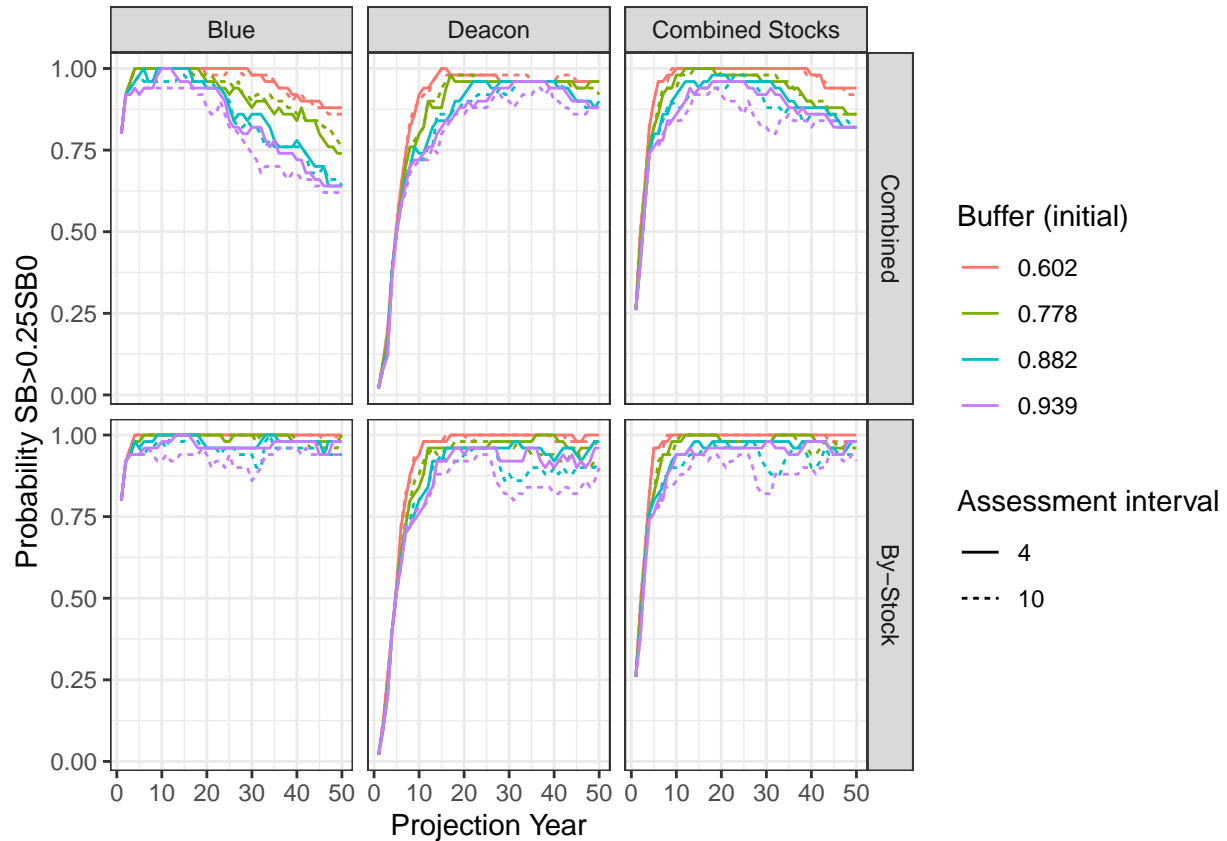 Blue
Deacon
Combined Stocks
Probability SB>0.25SB0
1.00
0.75
0.50
0.25
0.00
Combined
1.00
0.75
0.50
0.25
0.00
By−Stock
0 10 20 30 40 50
0 10 20 30 40 50
0 10 20 30 40 50
Projection Year
Buffer (initial)
0.602
0.778
0.882
0.939
Assessment interval
4
10